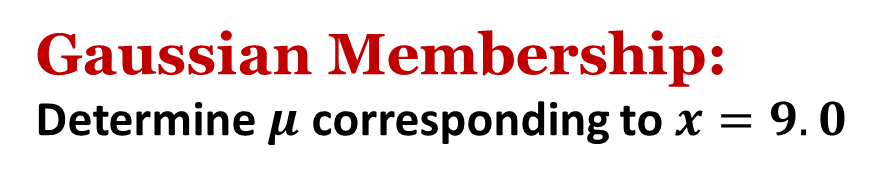 Gaussian Membership:
Determine μ corresponding to x = 9.0